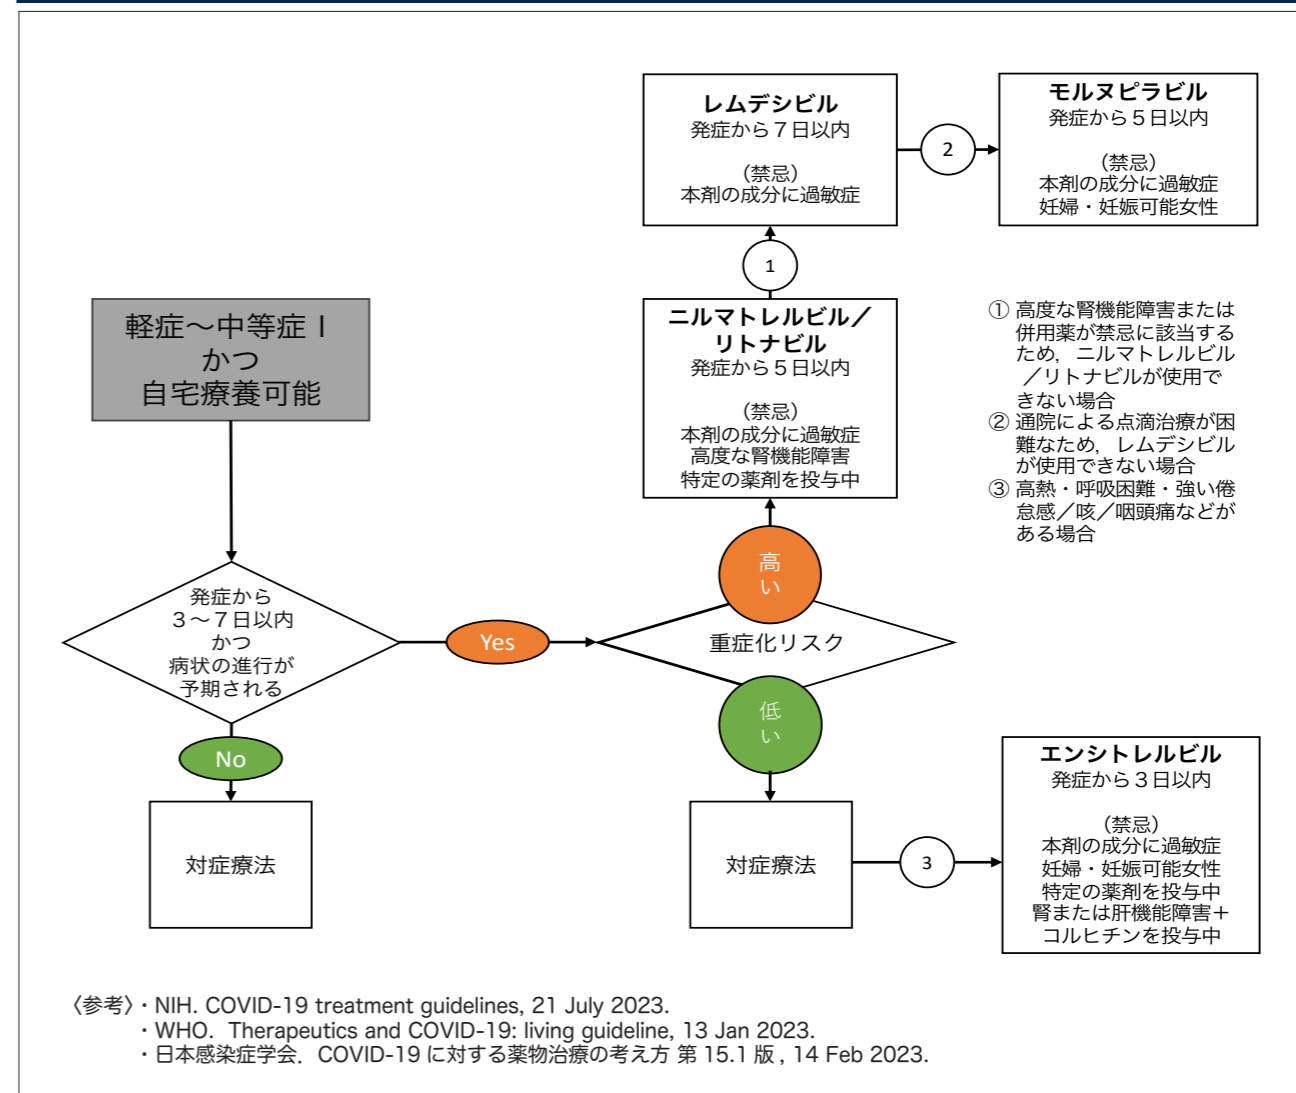 レムデシビル
発症から７日以内
（禁忌）
本剤の成分に過敏症
2
モルヌピラビル
発症から５日以内
（禁忌）
本剤の成分に過敏症
妊婦・妊娠可能女性
1
軽症～中等症Ⅰ
かつ
自宅療養可能
ニルマトレルビル／
リトナビル
発症から５日以内
（禁忌）
本剤の成分に過敏症
高度な腎機能障害
特定の薬剤を投与中
① 高度な腎機能障害または
併用薬が禁忌に該当する
ため，ニルマトレルビル
／リトナビルが使用で
きない場合
② 通院による点滴治療が困
難なため，レムデシビル
が使用できない場合
③ 高熱・呼吸困難・強い倦
怠感／咳／咽頭痛などが
ある場合
発症から
３～７日以内
かつ
病状の進行が
予期される
Yes
高
い
重症化リスク
低
い
No
対症療法
対症療法
3
エンシトレルビル
発症から３日以内
（禁忌）
本剤の成分に過敏症
妊婦・妊娠可能女性
特定の薬剤を投与中
腎または肝機能障害＋
コルヒチンを投与中
〈参考〉・NIH. COVID-19 treatment guidelines, 21 July 2023.
・WHO. Therapeutics and COVID-19: living guideline, 13 Jan 2023.
・日本感染症学会．COVID-19 に対する薬物治療の考え方 第 15.1 版 , 14 Feb 2023.